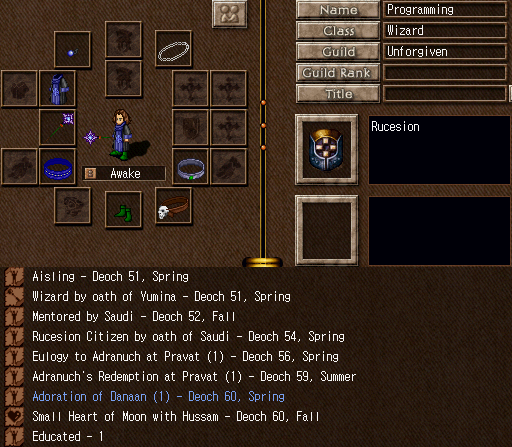 Name Programming
Class Wizard
Guild Unforgiven
Guild Rank
Title
Rucesion
Awake
Aisling - Deoch 51, Spring
Wizard by oath of Yumina - Deoch 51, Spring
Mentored by Saudi - Deoch 52, Fall
Rucesion Citizen by oath of Saudi - Deoch 54, Spring
Eulogy to Adranuch at Pravat (1) - Deoch 56, Spring
Adranuch's Redemption at Pravat (1) - Deoch 59, Summer
Adoration of Danaan (1) - Deoch 60, Spring
Small Heart of Moon with Hussam - Deoch 60, Fall
Educated - 1